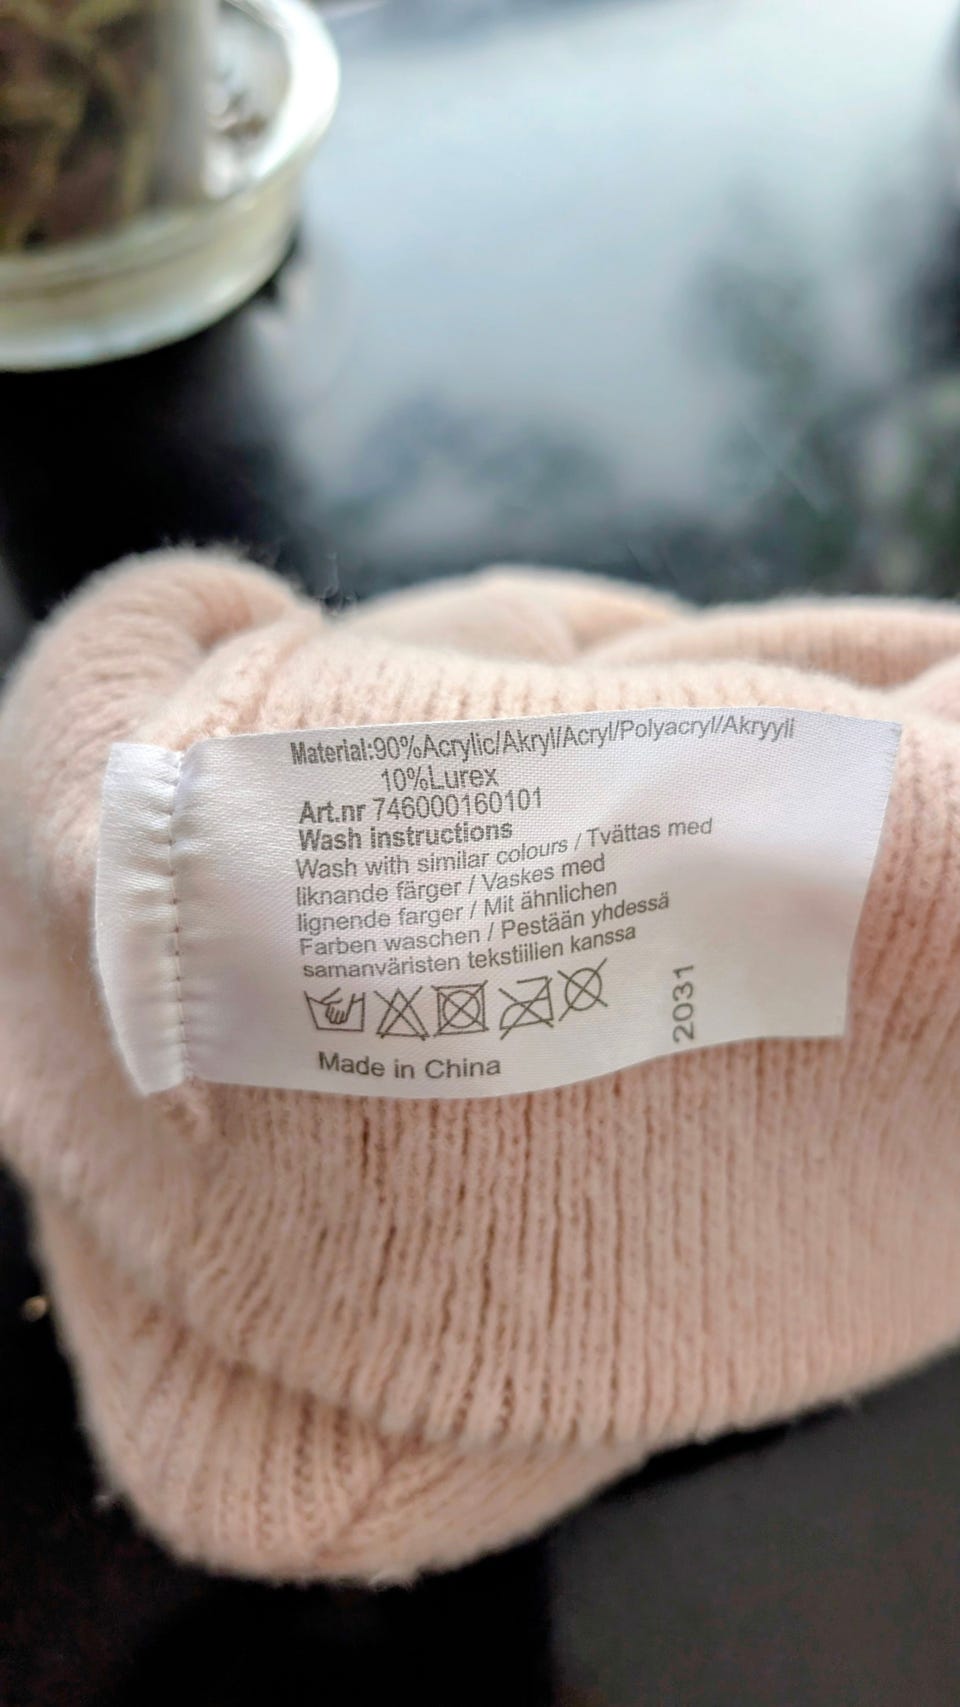 Material:90%Acrylic/Akryl/Acryl/Polyacryl/Akryyli
10%Lurex
Art.nr 746000160101
Wash instructions
Wash with similar colours / Tvättas med
liknande färger / Vaskes med
lignende farger / Mit ähnlichen
Farben waschen / Pestään yhdessä
samanväristen tekstiilien kanssa
2031
Made in China